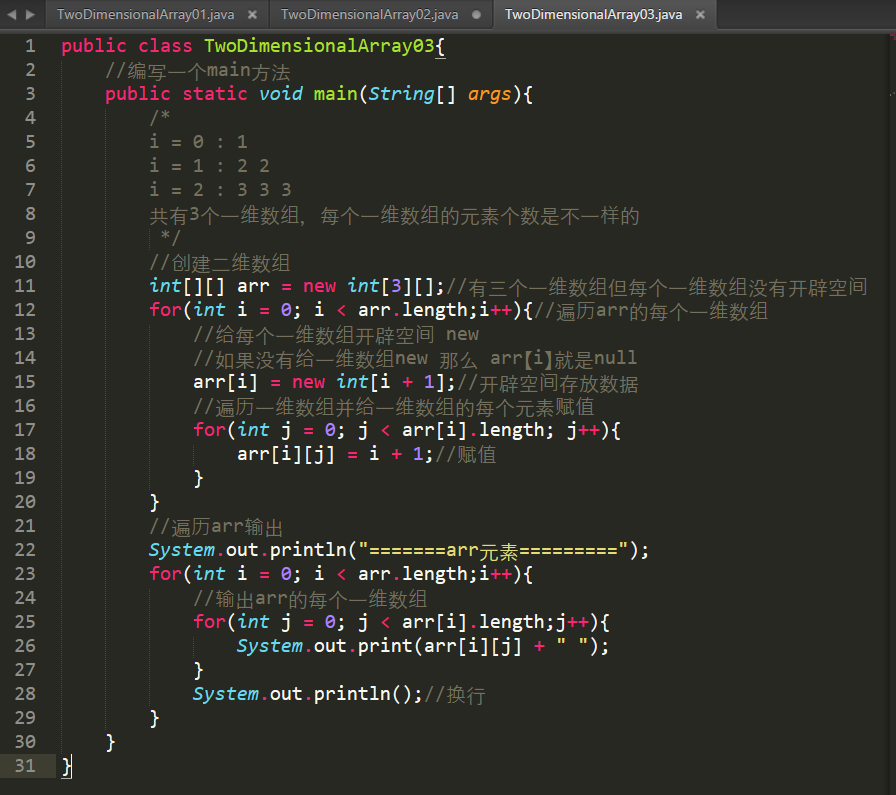 TwoDimensionalArray01.java × TwoDimensionalArray02.java TwoDimensionalArray03.java ×
1 public class TwoDimensionalArray03{
2 //编写一个main方法
3 public static void main(String[] args){
4 /*
5 i = 0 : 1
6 i = 1 : 2 2
7 i = 2 : 3 3 3
8 共有3个一维数组，每个一维数组的元素个数是不一样的
9 */
10 //创建二维数组
11 int[][] arr = new int[3][];//有三个一维数组但每个一维数组没有开辟空间
12 for(int i = 0; i < arr.length;i++){//遍历arr的每个一维数组
13 //给每个一维数组开辟空间 new
14 //如果没有给一维数组new 那么 arr【i】就是null
15 arr[i] = new int[i + 1];//开辟空间存放数据
16 //遍历一维数组并给一维数组的每个元素赋值
17 for(int j = 0; j < arr[i].length; j++){
18 arr[i][j] = i + 1;//赋值
19 }
20 }
21 //遍历arr输出
22 System.out.println("=======arr元素=========");
23 for(int i = 0; i < arr.length;i++){
24 //输出arr的每个一维数组
25 for(int j = 0; j < arr[i].length;j++){
26 System.out.print(arr[i][j] + " ");
27 }
28 System.out.println();//换行
29 }
30 }
31 }